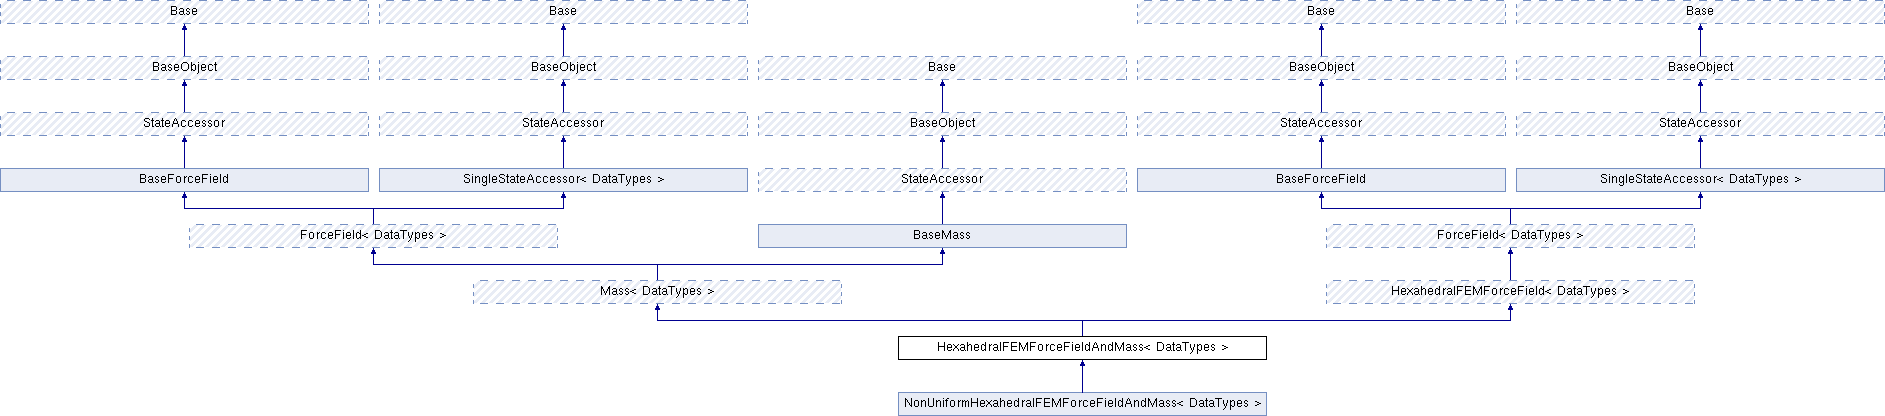 Base Base Base Base
BaseObject BaseObject Base BaseObject BaseObject
StateAccessor StateAccessor BaseObject StateAccessor StateAccessor
BaseForceField SingleStateAccessor< DataTypes > StateAccessor BaseForceField SingleStateAccessor< DataTypes >
ForceField< DataTypes > BaseMass ForceField< DataTypes >
Mass< DataTypes > HexahedralFEMForceField< DataTypes >
HexahedralFEMForceFieldAndMass< DataTypes >
NonUniformHexahedralFEMForceFieldAndMass< DataTypes >